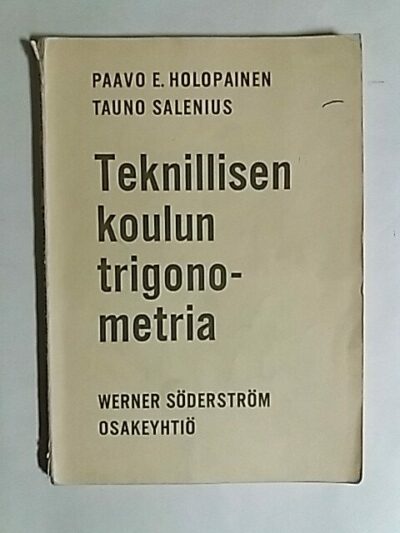 PAAVO E. HOLOPAINEN
TAUNO SALENIUS
Teknillisen
koulun
trigono-
metria
WERNER SÖDERSTRÖM
OSAKEYHTIÖ